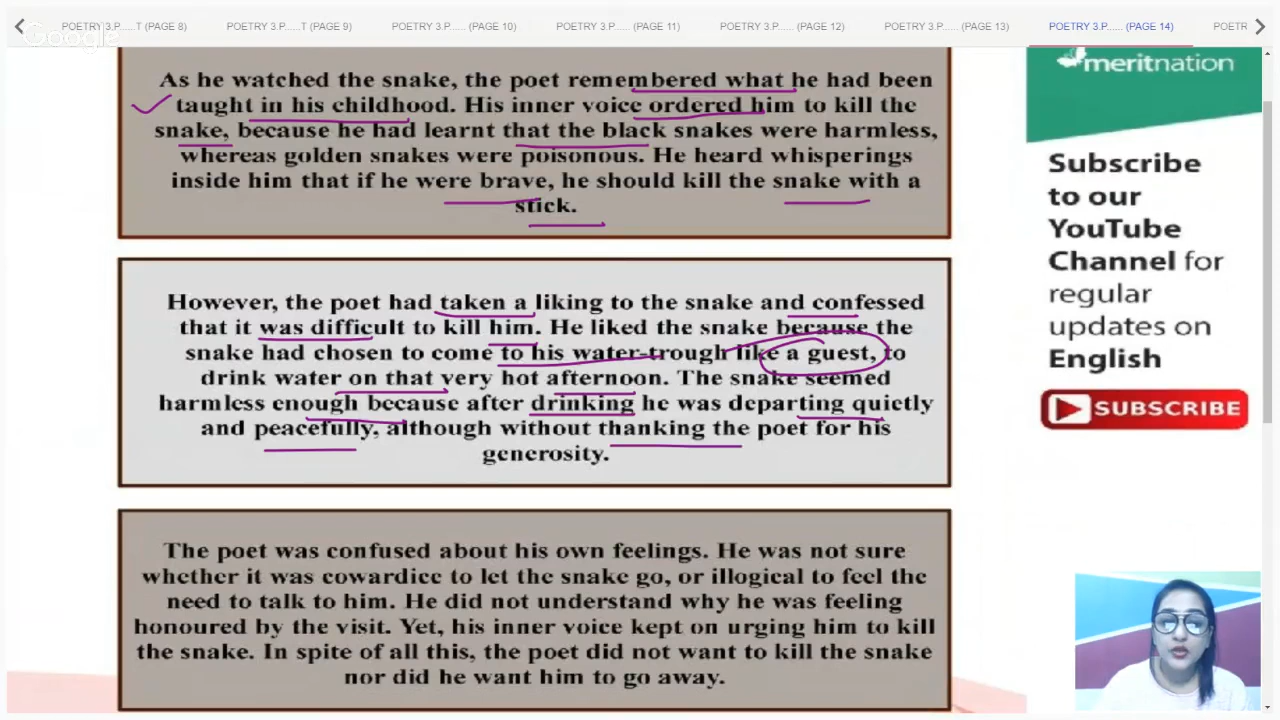 POETRY 3.P......T (PAGE 8) POETRY 3.P......T (PAGE 9) POETRY 3.P...... (PAGE 10) POETRY 3.P...... (PAGE 11) POETRY 3.P...... (PAGE 12) POETRY 3.P...... (PAGE 13) POETRY 3.P...... (PAGE 14) POETR
Google
As he watched the snake, the poet remembered what he had been
taught in his childhood. His inner voice ordered him to kill the
snake, because he had learnt that the black snakes were harmless,
whereas golden snakes were poisonous. He heard whisperings
inside him that if he were brave, he should kill the snake with a
stick.
However, the poet had taken a liking to the snake and confessed
that it was difficult to kill him. He liked the snake because the
snake had chosen to come to his water-trough like a guest, to
drink water on that very hot afternoon. The snake seemed
harmless enough because after drinking he was departing quietly
and peacefully, although without thanking the poet for his
generosity.
The poet was confused about his own feelings. He was not sure
whether it was cowardice to let the snake go, or illogical to feel the
need to talk to him. He did not understand why he was feeling
honoured by the visit. Yet, his inner voice kept on urging him to kill
the snake. In spite of all this, the poet did not want to kill the snake
nor did he want him to go away.
meritnation
Subscribe
to our
YouTube
Channel for
regular
updates on
English
SUBSCRIBE